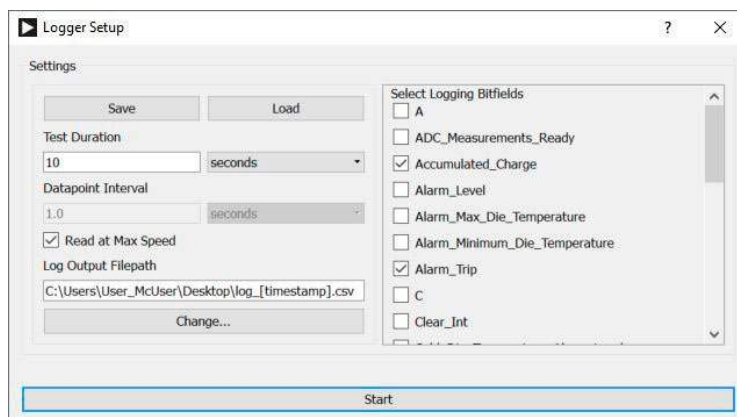 Logger Setup
?
Settings
Save
Load
Test Duration
10
seconds
Datapoint Interval
1.0
seconds
Read at Max Speed
Log Output Filepath
C:\Users\User_McUser\Desktop\log_[timestamp].csv
Change...
Select Logging Bitfields
A
ADC_Measurements_Ready
Accumulated_Charge
Alarm_Level
Alarm_Max_Die_Temperature
Alarm_Minimum_Die_Temperature
Alarm_Trip
C
Clear_Int
Start